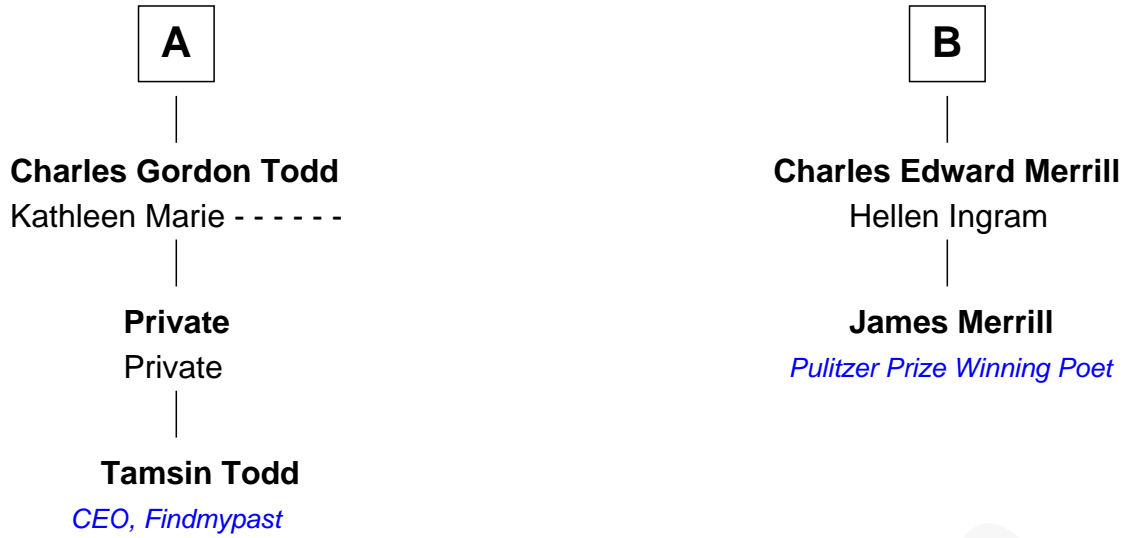 A
Charles Gordon Todd
Kathleen Marie - - - - - -
Private
Private
Tamsin Todd
CEO, Findmypast
B
Charles Edward Merrill
Hellen Ingram
James Merrill
Pulitzer Prize Winning Poet